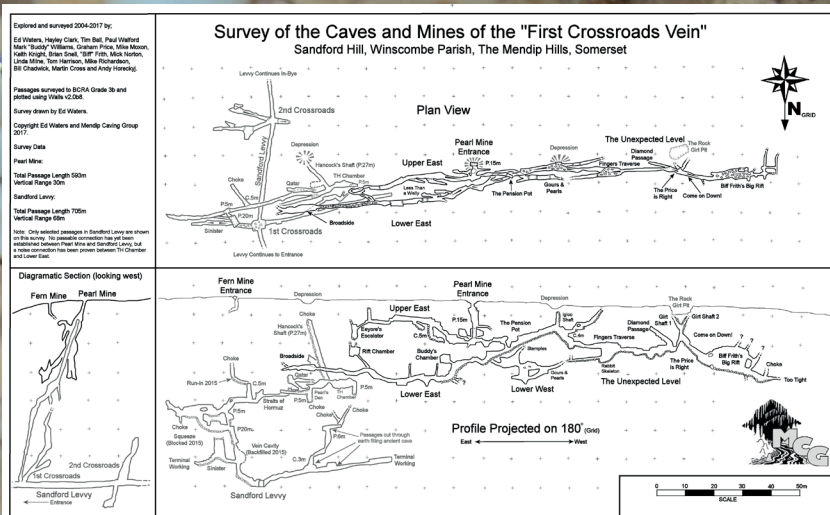 Explored and surveyed 2004-2017 by;
Ed Waters, Hayley Clark, Tim Ball, Paul Walford
Mark "Buddy" Williams, Graham Price, Mike Moxon,
Keith Knight, Brian Snell, "Biff" Frith, Mick Norton,
Linda Milne, Tom Harrison, Mike Richardson,
Bill Chadwick, Martin Cross and Andy Horecky).
Passages surveyed to BCRA Grade 3b and
plotted using Walls v2.0b8.
Survey drawn by Ed Waters.
Copyright Ed Waters and Mendip Caving Group
2017.
Survey Data
Pearl Mine:
Total Passage Length 593m
Vertical Range 30m
Sandford Levvy:
Total Passage Length 705m
Vertical Range 68m
Note: Only selected passages in Sandford Levvy are shown
on this survey. No passable connection has yet been
established between Pearl Mine and Sandford Levvy, but
a noise connection has been proven between TH Chamber
and Lower East.
Survey of the Caves and Mines of the "First Crossroads Vein"
Sandford Hill, Winscombe Parish, The Mendip Hills, Somerset
Plan View
N GRID
Levvy Continues In-Bye
2nd Crossroads
Sandford Levvy
Depression
Hancock's Shaft (P.27m)
TH Chamber
P.5m
Qatar
Choke
C.5m
P.5m
P.20m
Sinister
1st Crossroads
Broadside
Levvy Continues to Entrance
Upper East
Less Than
a Welly
Lower East
Pearl Mine
Entrance
P.15m
The Pension Pot
Gours &
Pearls
Depression
Fingers Traverse
Diamond
Passage
The Unexpected Level
The Rock
Girt Pit
The Price
is Right
Come on Down!
Biff Frith's Big Rift
Diagramatic Section (looking west)
Fern Mine
Pearl Mine
2nd Crossroads
1st Crossroads
Sandford Levvy
Entrance
Fern Mine
Entrance
Depression
Choke
Hancock's
Shaft (P.27m)
Broadside
Choke
Run-In 2015
C.5m
Qatar
Straits of
Hormuz
P.5m
TH
Chamber
Choke
Choke
P.5m
P.5m
P20m
P.6m
Choke
Squeeze
(Blocked 2015)
Vein Cavity
(Backfilled 2015)
Passages cut through
earth filling ancient cave
Terminal
Working
Sinister
C.3m
Terminal
Working
Sandford Levvy
Upper East
Eeyore's
Escalator
Rift Chamber
C.5m
Buddy's
Chamber
Lower East
?
Pearl Mine
Entrance
P.15m
The Pension
Pot
Stemples
Lower West
Gours &
Pearls
Depression
Igloo
Shaft
C.4m
Fingers Traverse
Rabbit
Skeleton
Diamond
Passage
The Unexpected Level
The Rock
Girt Pit
Girt
Shaft 1
Girt Shaft 2
Come on Down!
The Price
is Right
Biff Frith's
Big Rift
?
?
Choke
Too Tight
Profile Projected on 180° (Grid)
East
West
MCG
0 10 20 30 40 50m
SCALE